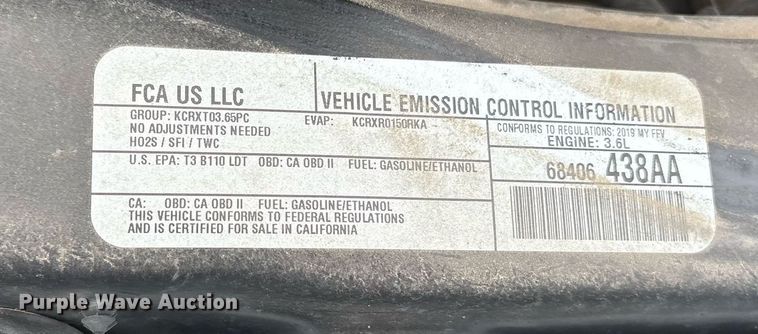 FCA US LLC
VEHICLE EMISSION CONTROL INFORMATION
GROUP: KCRXT03.65PC
EVAP: KCRXR0150RKA
CONFORMS TO REGULATIONS: 2019 MY FFV
NO ADJUSTMENTS NEEDED
ENGINE: 3.6L
HO2S / SFI / TWC
U.S. EPA: T3 B110 LDT OBD: CA OBD II FUEL: GASOLINE/ETHANOL
68406 438AA
CA: OBD: CA OBD II FUEL: GASOLINE/ETHANOL
THIS VEHICLE CONFORMS TO FEDERAL REGULATIONS
AND IS CERTIFIED FOR SALE IN CALIFORNIA
Purple Wave Auction